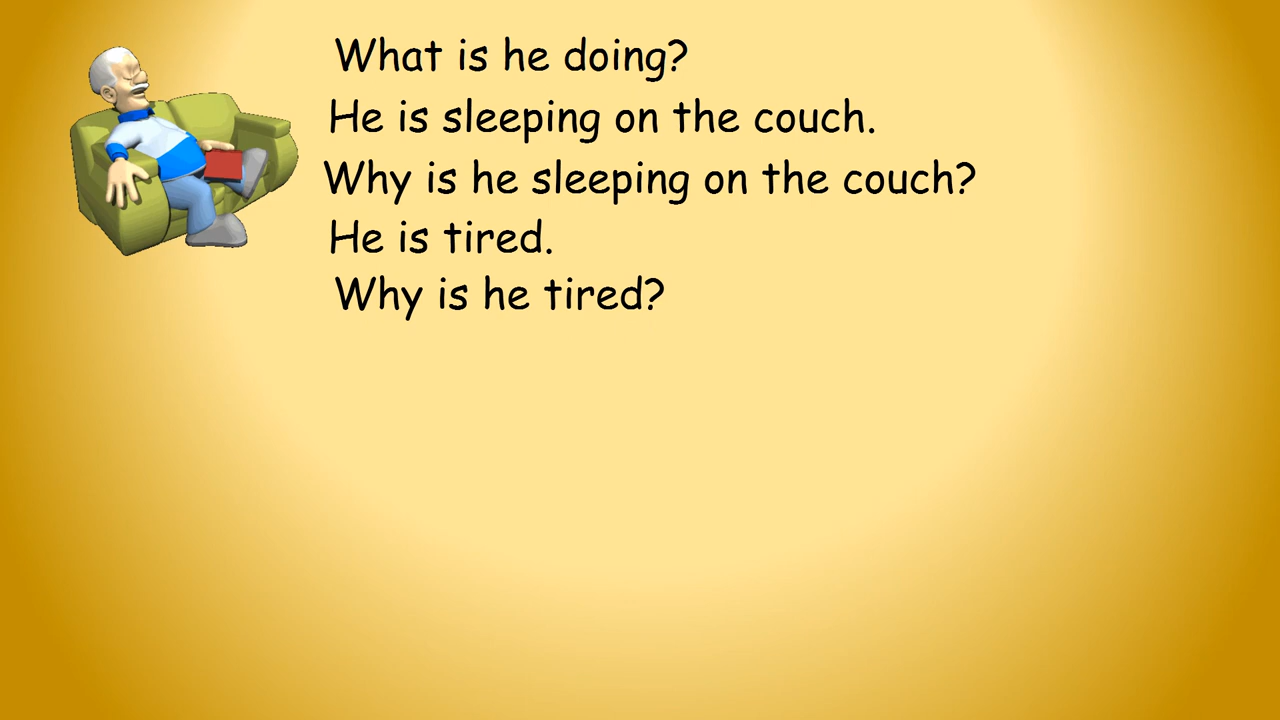 What is he doing?
He is sleeping on the couch.
Why is he sleeping on the couch?
He is tired.
Why is he tired?